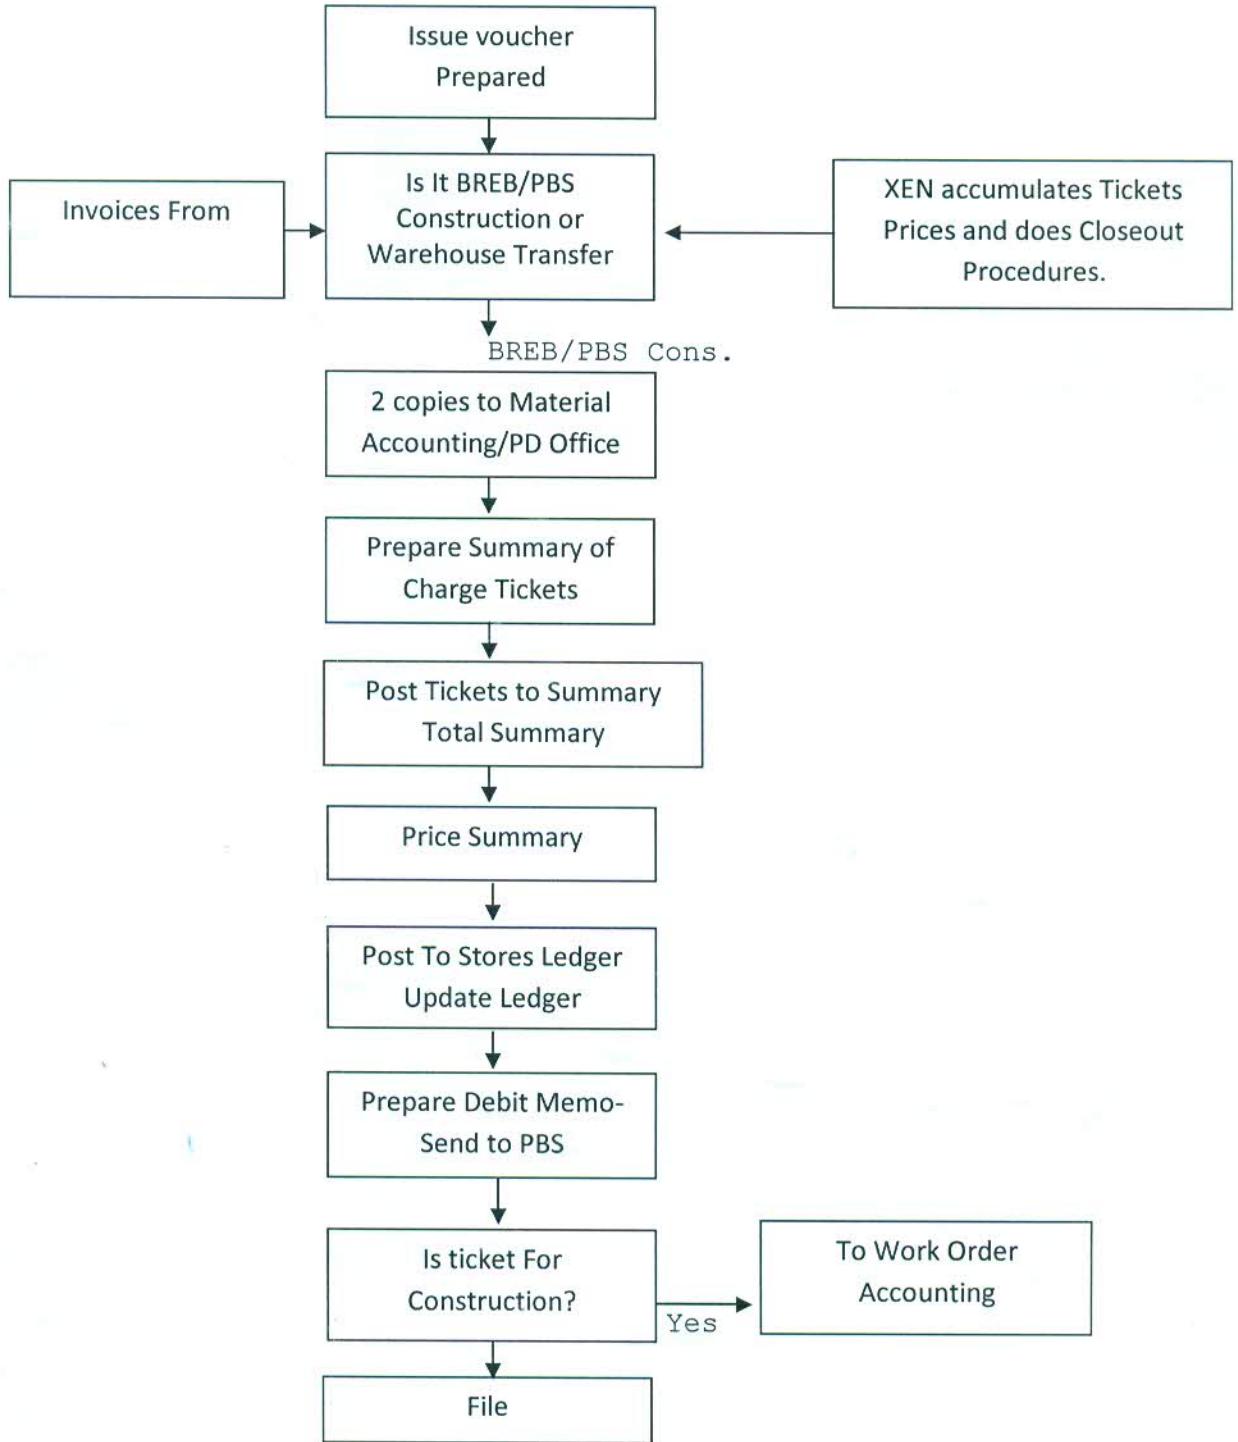 Issue voucher
Prepared
Invoices From
Is It BREB/PBS
Construction or
Warehouse Transfer
XEN accumulates Tickets
Prices and does Closeout
Procedures.
BREB/PBS Cons.
2 copies to Material
Accounting/PD Office
Prepare Summary of
Charge Tickets
Post Tickets to Summary
Total Summary
Price Summary
Post To Stores Ledger
Update Ledger
Prepare Debit Memo-
Send to PBS
Is ticket For
Construction?
Yes
To Work Order
Accounting
File